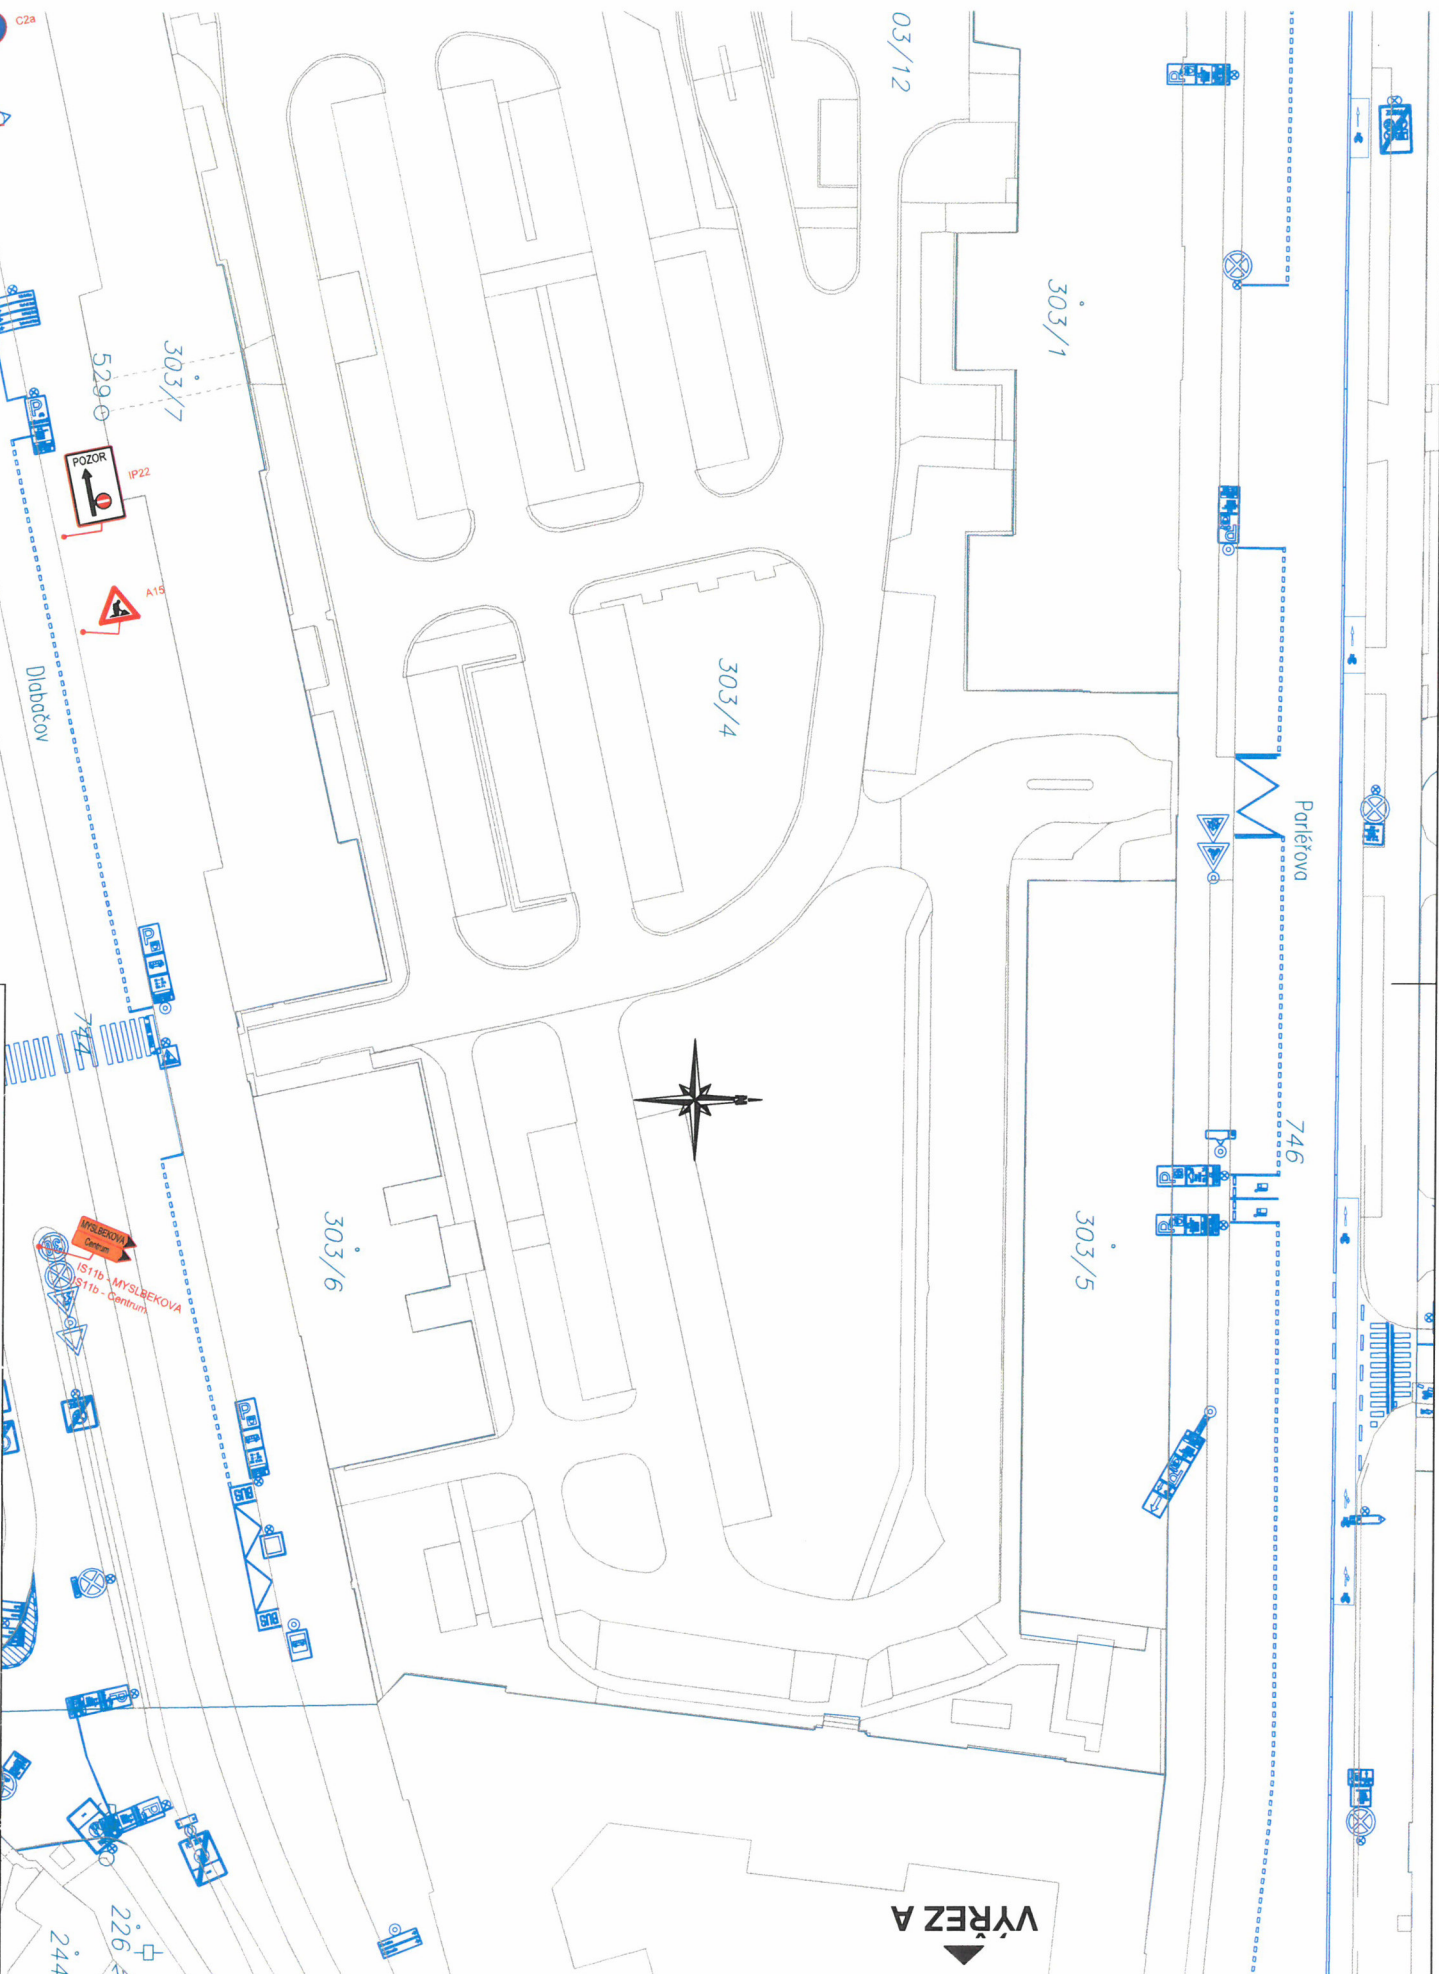 C2a
03/12
303/1
303/7
529
POZOR
IP22
A15
Dlabačov
303/4
Parléřova
744
746
MYSLBEKOVA
Centrum
IS11b - MYSLBEKOVA
IS11b - Centrum
303/6
303/5
BUS
BUS
VÝŘEZ A
226
244